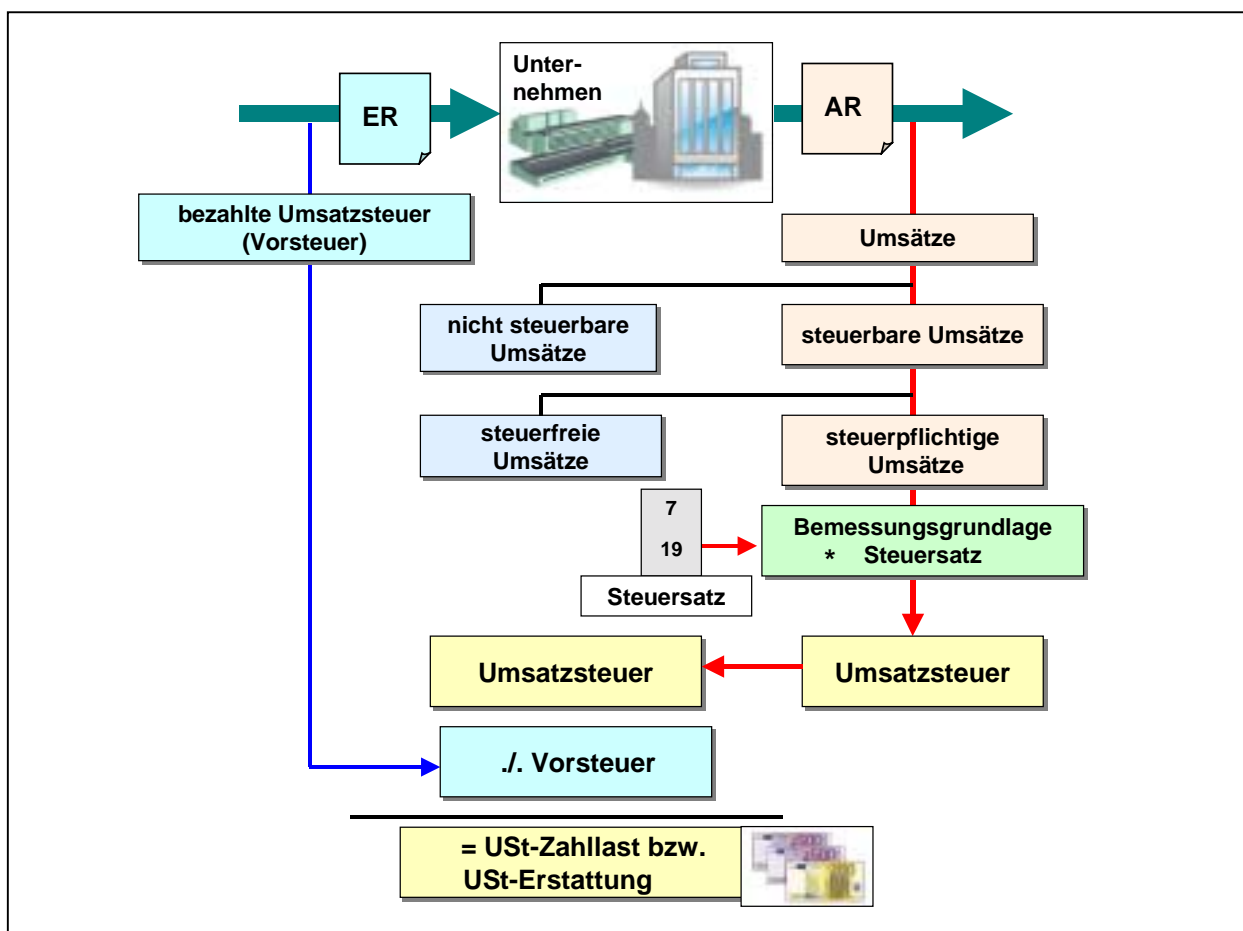 Unter-
nehmen
ER
AR
bezahlte Umsatzsteuer
(Vorsteuer)
Umsätze
nicht steuerbare
Umsätze
steuerbare Umsätze
steuerfreie
Umsätze
steuerpflichtige
Umsätze
7
19
Steuersatz
Bemessungsgrundlage
* Steuersatz
Umsatzsteuer
Umsatzsteuer
./. Vorsteuer
= USt-Zahllast bzw.
USt-Erstattung